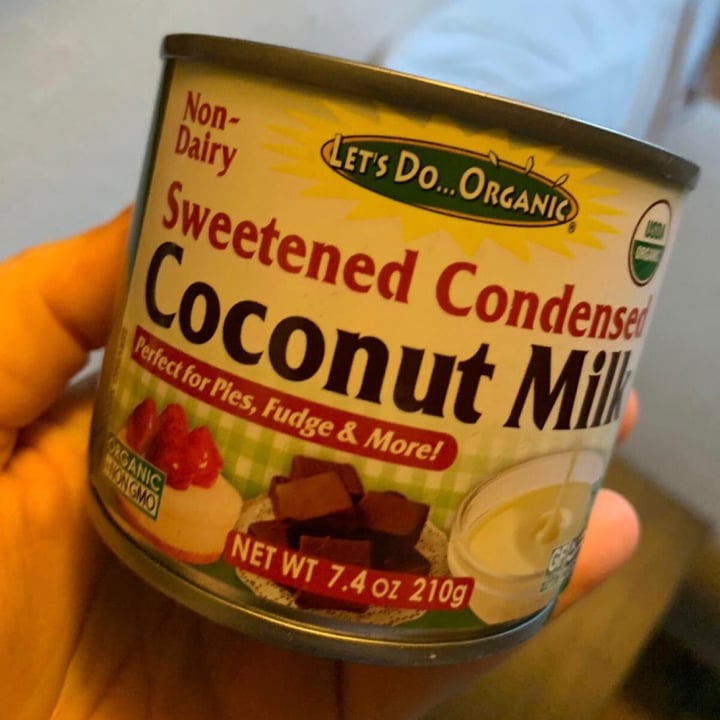 Non-
Dairy
LET'S DO...ORGANIC®
USDA
ORGANIC
Sweetened Condensed
Coconut Milk
Perfect for Pies, Fudge & More!
ORGANIC
NON GMO
NET WT 7.4 OZ 210g